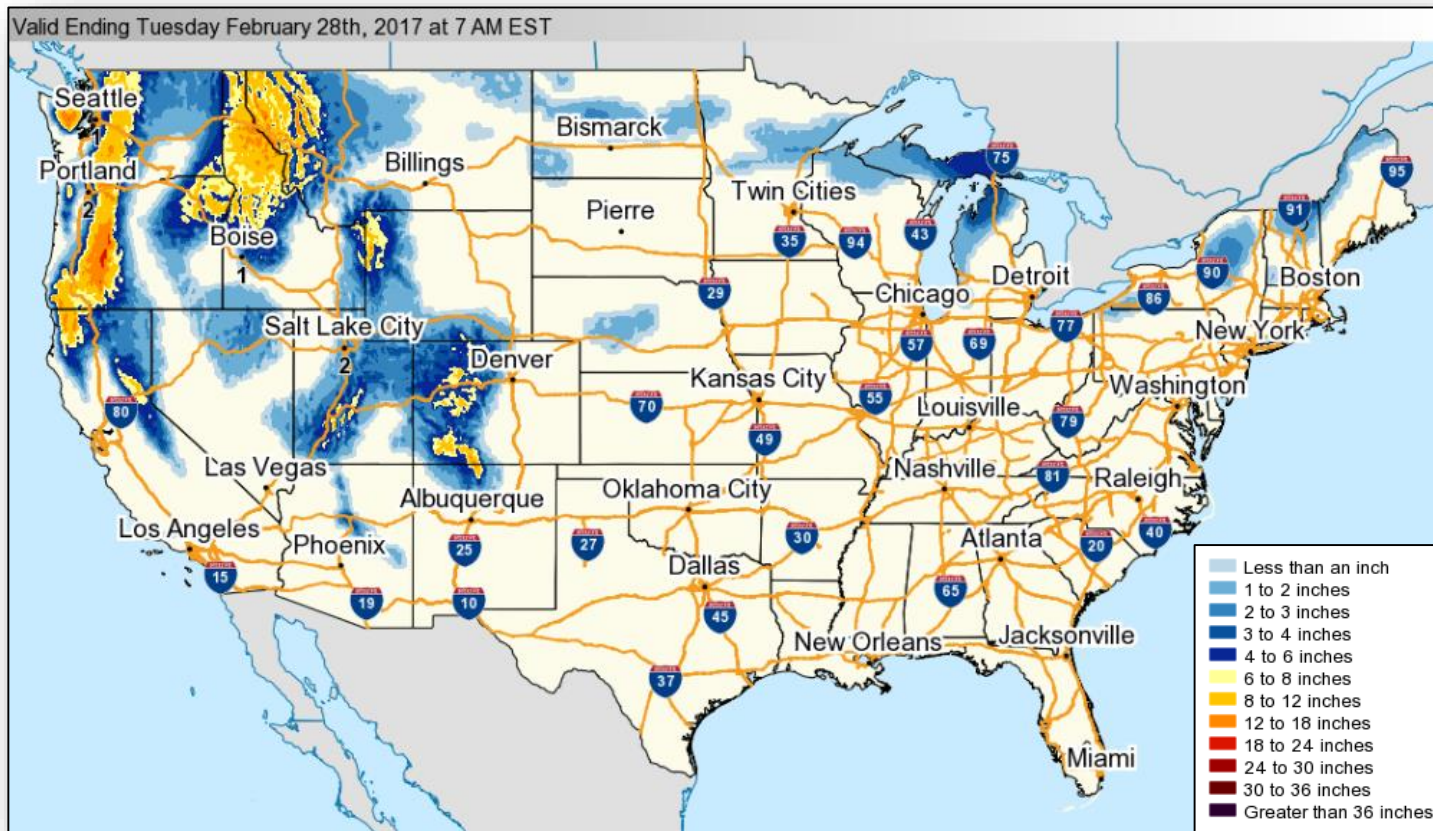 Valid Ending Tuesday February 28th, 2017 at 7 AM EST
Seattle
1
Portland
2
Boise
1
Billings
Bismarck
Pierre
Twin Cities
75
95
91
35
94
43
90
Boston
Detroit
86
29
Chicago
57
69
77
New York
Salt Lake City
2
Denver
Kansas City
Washington
80
70
55
Louisville
79
49
Las Vegas
Albuquerque
Oklahoma City
Nashville
81
Raleigh
Los Angeles
Phoenix
25
27
30
Atlanta
20
40
15
19
10
Dallas
45
65
37
New Orleans
Jacksonville
Miami
Less than an inch
1 to 2 inches
2 to 3 inches
3 to 4 inches
4 to 6 inches
6 to 8 inches
8 to 12 inches
12 to 18 inches
18 to 24 inches
24 to 30 inches
30 to 36 inches
Greater than 36 inches